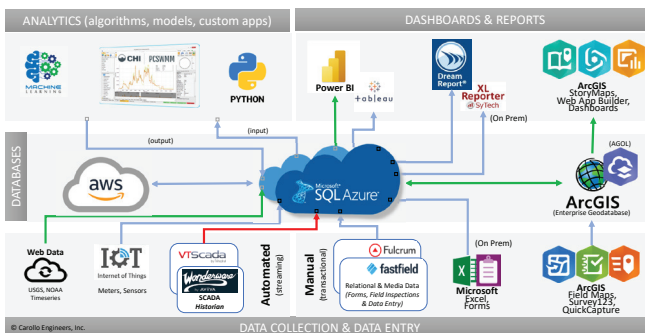 ANALYTICS (algorithms, models, custom apps)
DASHBOARDS & REPORTS
MACHINE
LEARNING
CHI PCSWMM
PYTHON
Power BI
+ableau
Dream
Report®
XL
Reporter
SyTech
(On Prem)
ArcGIS
StoryMaps,
Web App Builder,
Dashboards
(output)
(input)
DATABASES
aws
Microsoft®
SQL Azure™
(AGOL)
ArcGIS
(Enterprise Geodatabase)
Web Data
USGS, NOAA
Timeseries
IOT
Internet of Things
Meters, Sensors
VTScada
Wonderware
by AVEVA
SCADA
Historian
Automated
(streaming)
Manual
(transactional)
Fulcrum
fastfield
Relational & Media Data
(Forms, Field Inspections
& Data Entry)
(On Prem)
Microsoft
Excel,
Forms
ArcGIS
Field Maps,
Survey123,
QuickCapture
© Carollo Engineers, Inc.
DATA COLLECTION & DATA ENTRY